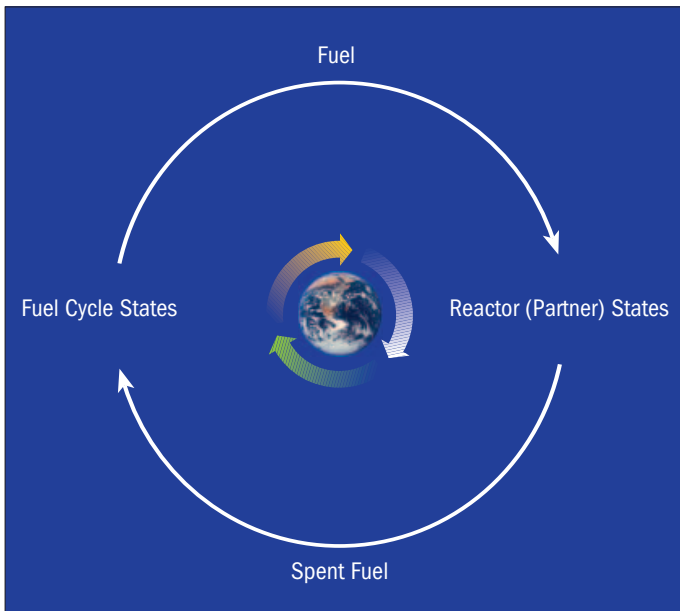 Fuel
Fuel Cycle States
Reactor (Partner) States
Spent Fuel